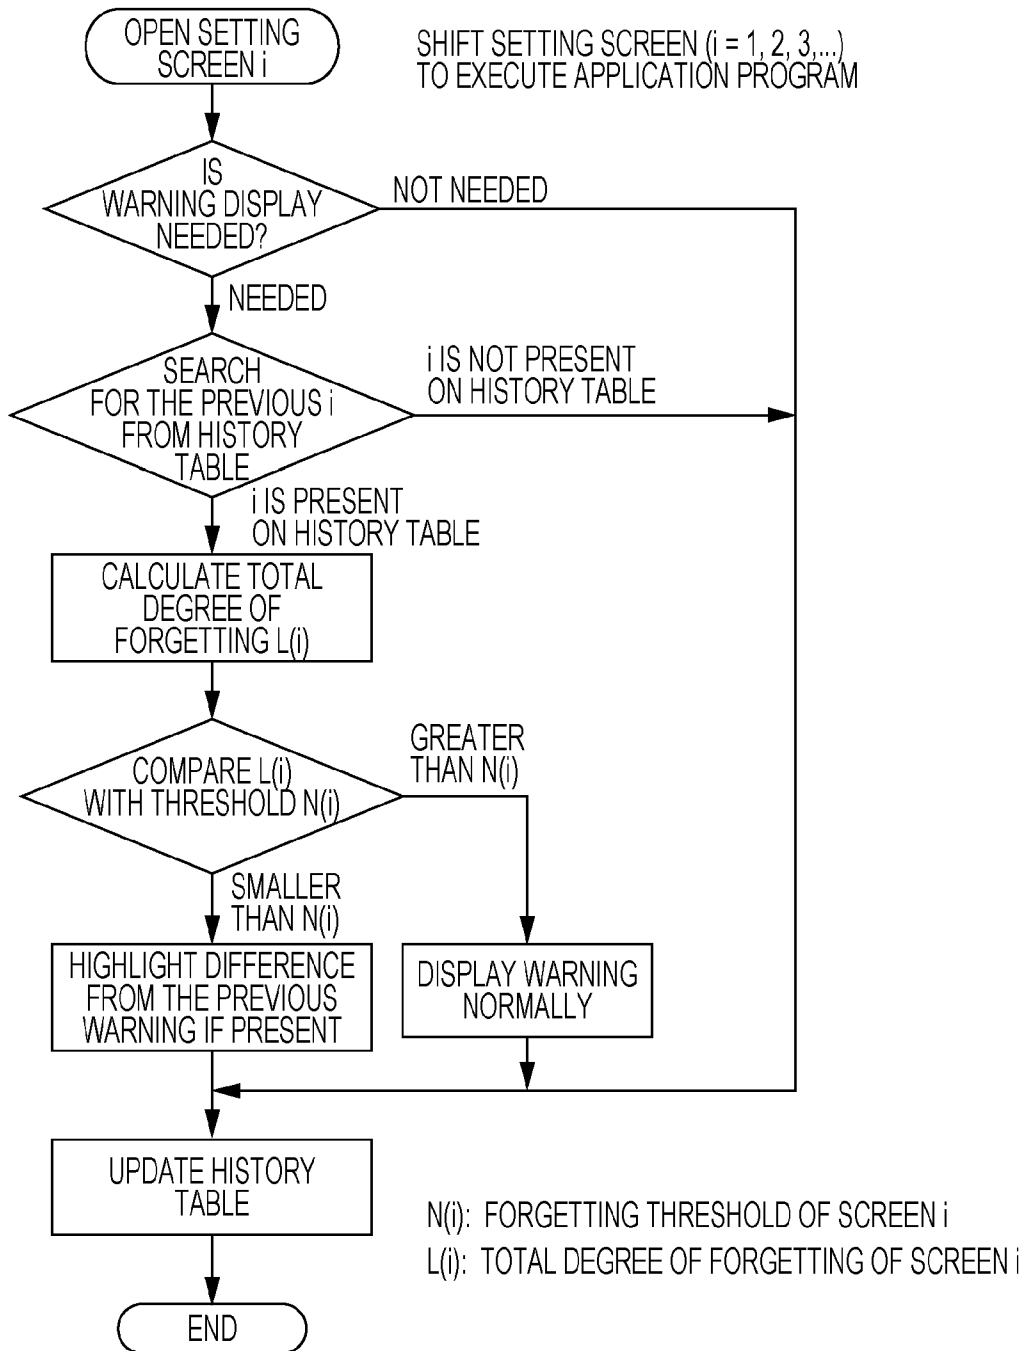 OPEN SETTING
SCREEN i
SHIFT SETTING SCREEN (i = 1, 2, 3,...)
TO EXECUTE APPLICATION PROGRAM
IS
WARNING DISPLAY
NEEDED?
NOT NEEDED
NEEDED
SEARCH
FOR THE PREVIOUS i
FROM HISTORY
TABLE
i IS NOT PRESENT
ON HISTORY TABLE
i IS PRESENT
ON HISTORY TABLE
CALCULATE TOTAL
DEGREE OF
FORGETTING L(i)
COMPARE L(i)
WITH THRESHOLD N(i)
GREATER
THAN N(i)
SMALLER
THAN N(i)
HIGHLIGHT DIFFERENCE
FROM THE PREVIOUS
WARNING IF PRESENT
DISPLAY WARNING
NORMALLY
UPDATE HISTORY
TABLE
N(i): FORGETTING THRESHOLD OF SCREEN i
L(i): TOTAL DEGREE OF FORGETTING OF SCREEN i
END